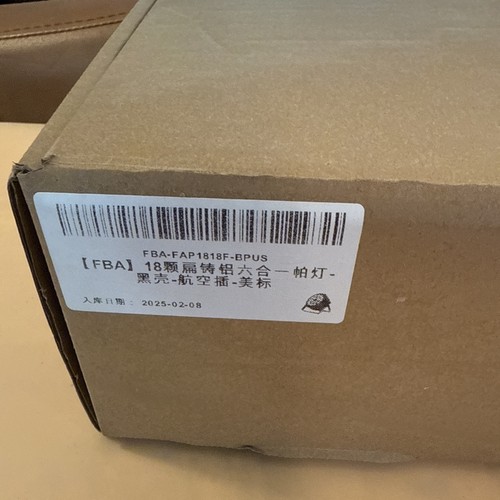 FBA-FAP1818F-BPUS
【FBA】18颗扁铸铝六合一帕灯-
黑壳-航空插-美标
入库日期： 2025-02-08